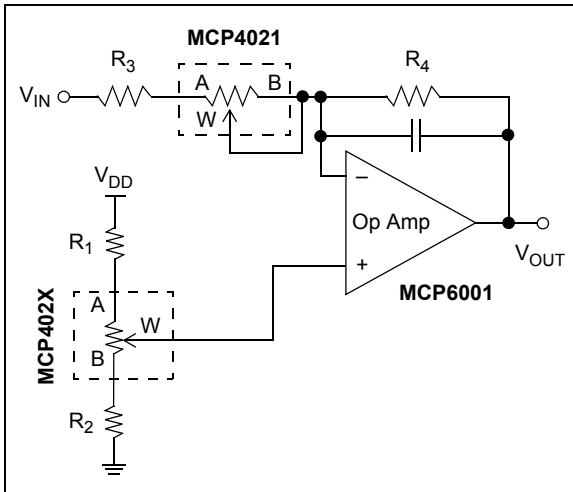 MCP4021
R3
R4
A
B
VIN
W
VDD
−
Op Amp
R1
VOUT
+
MCP6001
MCP402X
A
W
B
R2